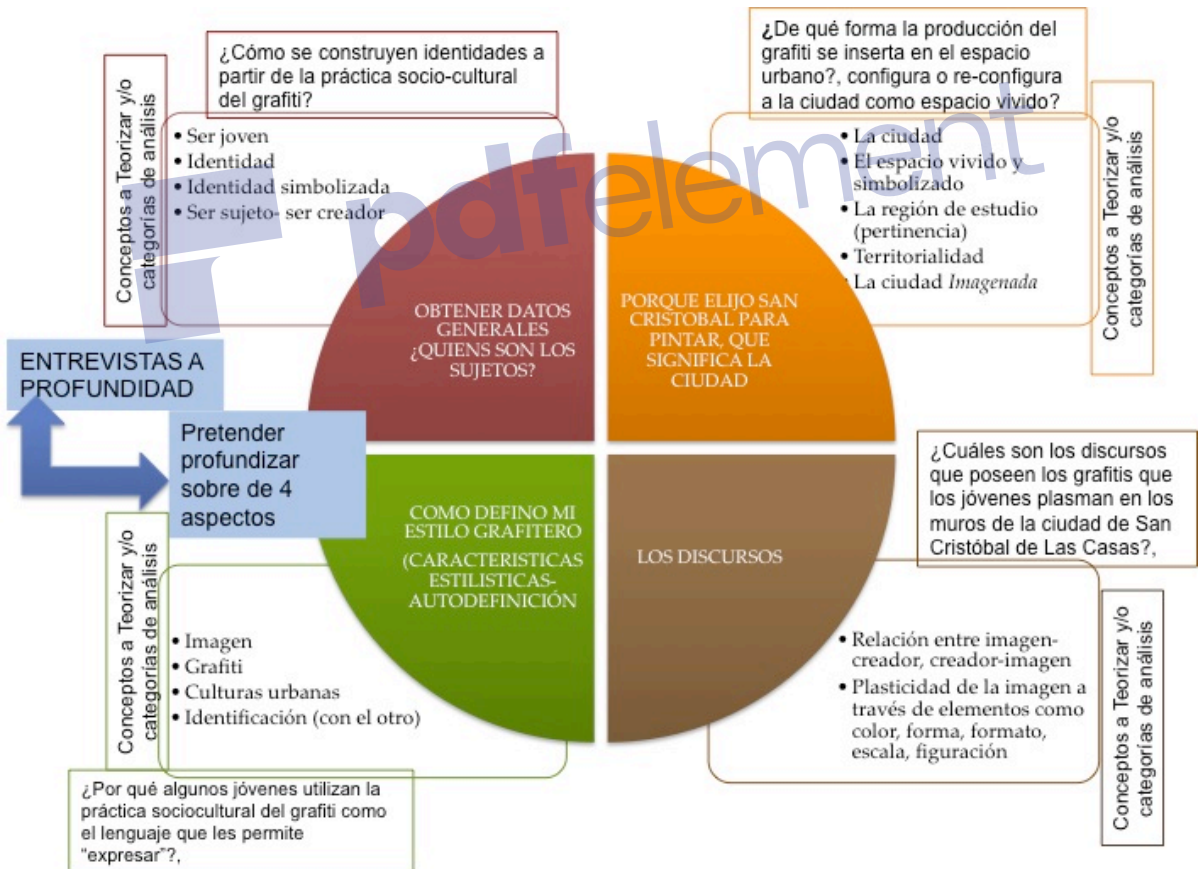 ¿Cómo se construyen identidades a
partir de la práctica socio-cultural
del grafiti?
Conceptos a Teorizar y/o
categorías de análisis
• Ser joven
• Identidad
• Identidad simbolizada
• Ser sujeto- ser creador
OBTENER DATOS
GENERALES
¿QUIENS SON LOS
SUJETOS?
¿De qué forma la producción del
grafiti se inserta en el espacio
urbano?, configura o re-configura
a la ciudad como espacio vivido?
• La ciudad
• El espacio vivido y
simbolizado
• La región de estudio
(pertinencia)
• Territorialidad
• La ciudad Imagenada
Conceptos a Teorizar y/o
categorías de análisis
PORQUE ELIJO SAN
CRISTOBAL PARA
PINTAR, QUE
SIGNIFICA LA
CIUDAD
pdfelement
ENTREVISTAS A
PROFUNDIDAD
Pretender
profundizar
sobre de 4
aspectos
COMO DEFINO MI
ESTILO GRAFITERO
(CARACTERISTICAS
ESTILISTICAS-
AUTODEFINICIÓN
Conceptos a Teorizar y/o
categorías de análisis
• Imagen
• Grafiti
• Culturas urbanas
• Identificación (con el otro)
¿Por qué algunos jóvenes utilizan la
práctica sociocultural del grafiti como
el lenguaje que les permite
“expresar”?,
LOS DISCURSOS
¿Cuáles son los discursos
que poseen los grafitis que
los jóvenes plasman en los
muros de la ciudad de San
Cristóbal de Las Casas?,
• Relación entre imagen-
creador, creador-imagen
• Plasticidad de la imagen a
través de elementos como
color, forma, formato,
escala, figuración
Conceptos a Teorizar y/o
categorías de análisis